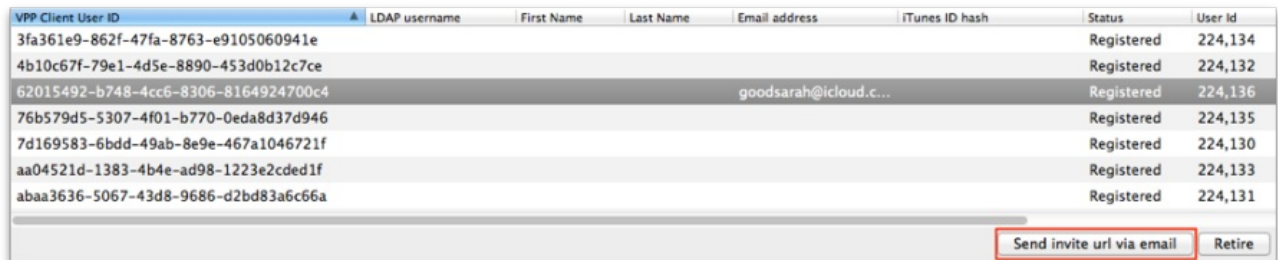 VPP Client User ID LDAP username First Name Last Name Email address iTunes ID hash Status User Id
3fa361e9-862f-47fa-8763-e9105060941e Registered 224,134
4b10c67f-79e1-4d5e-8890-453d0b12c7ce Registered 224,132
62015492-b748-4cc6-8306-8164924700c4 goodsarah@icloud.c... Registered 224,136
76b579d5-5307-4f01-b770-0eda8d37d946 Registered 224,135
7d169583-6bdd-49ab-8e9e-467a1046721f Registered 224,130
aa04521d-1383-4b4e-ad98-1223e2cded1f Registered 224,133
abaa3636-5067-43d8-9686-d2bd83a6c66a Registered 224,131
Send invite url via email Retire